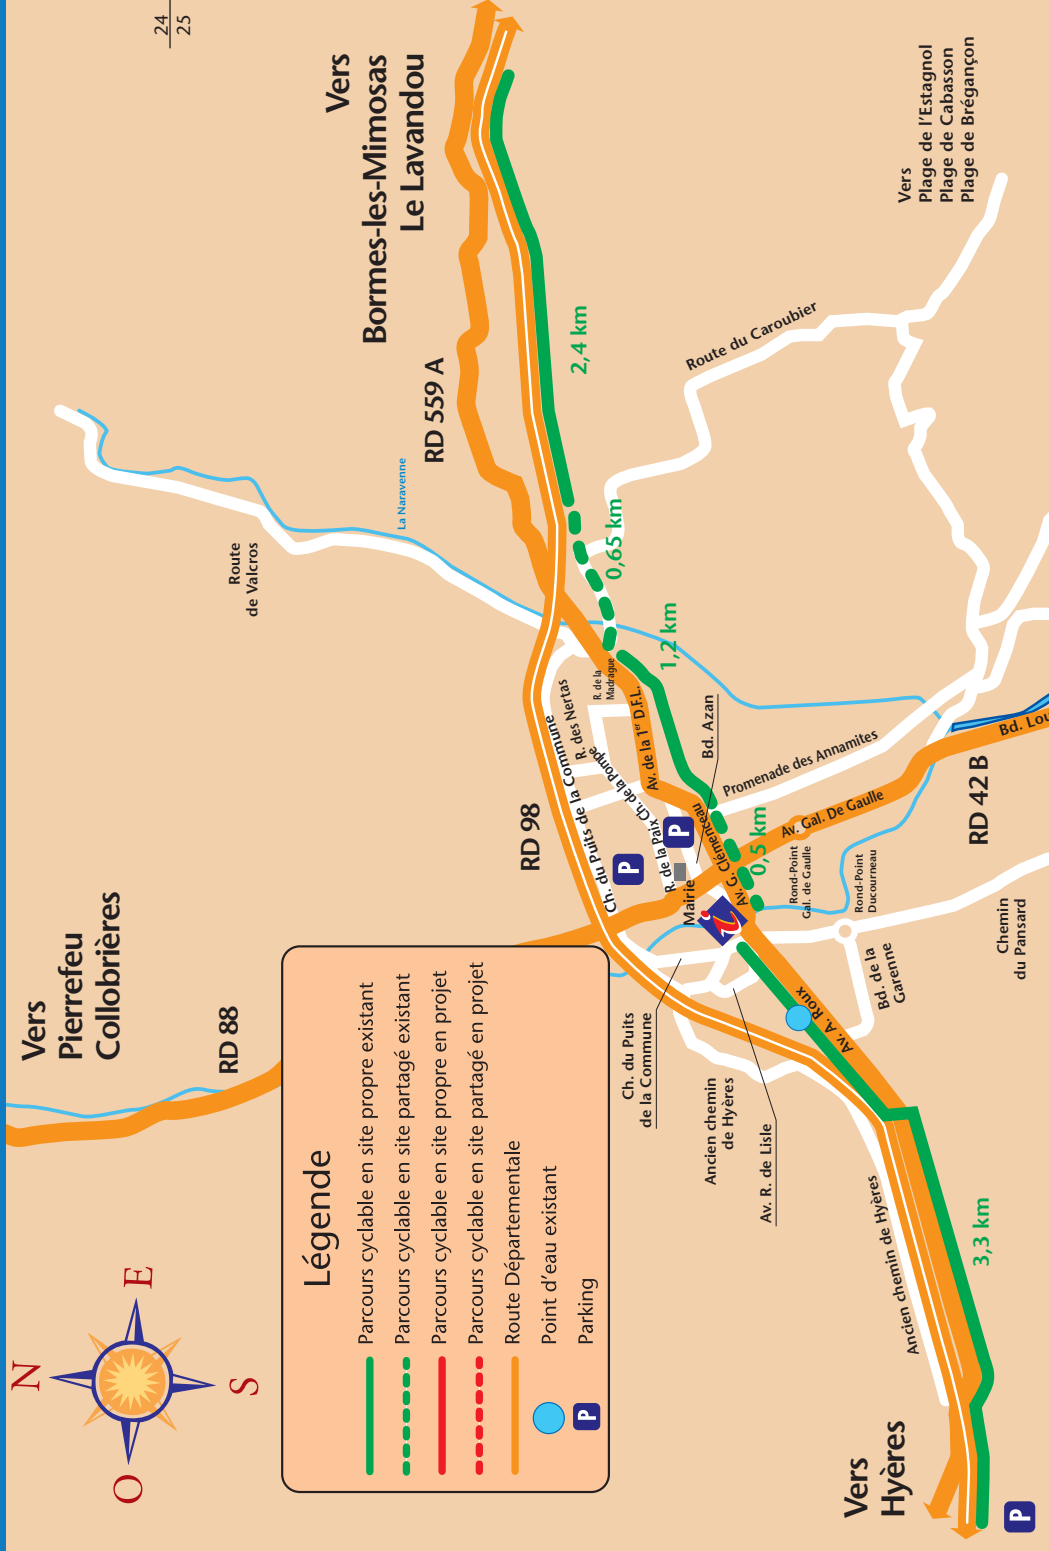 24
25
Vers
Bormes-les-Mimosas
Le Lavandou
Vers
Plage de l'Estagnol
Plage de Cabasson
Plage de Brégançon
RD 559 A
2,4 km
Route du Caroubier
La Naravenne
Route
de Valcros
0,65 km
1,2 km
R. de la
Madrague
R. des Nertas
Ch. du Puits de la Commune
Ch. de la Pompe
R. de la Paix
Av. de la 1er D.F.L.
Bd. Azan
Promenade des Annamites
Bd. Lou
RD 42 B
RD 98
P
P
Mairie
Av. G. Clémenceau
0,5 km
Av. Gal. De Gaulle
Rond-Point
Gal. de Gaulle
Rond-Point
Ducourneau
i
Chemin
du Pansard
Bd. de la
Garenne
Av. A. Roux
Vers
Pierrefeu
Collobrières
RD 88
Ch. du Puits
de la Commune
Ancien chemin
de Hyères
Av. R. de Lisle
Ancien chemin de Hyères
3,3 km
Vers
Hyères
P
N
E
S
O
Légende
Parcours cyclable en site propre existant
Parcours cyclable en site partagé existant
Parcours cyclable en site propre en projet
Parcours cyclable en site partagé en projet
Route Départementale
Point d'eau existant
P
Parking